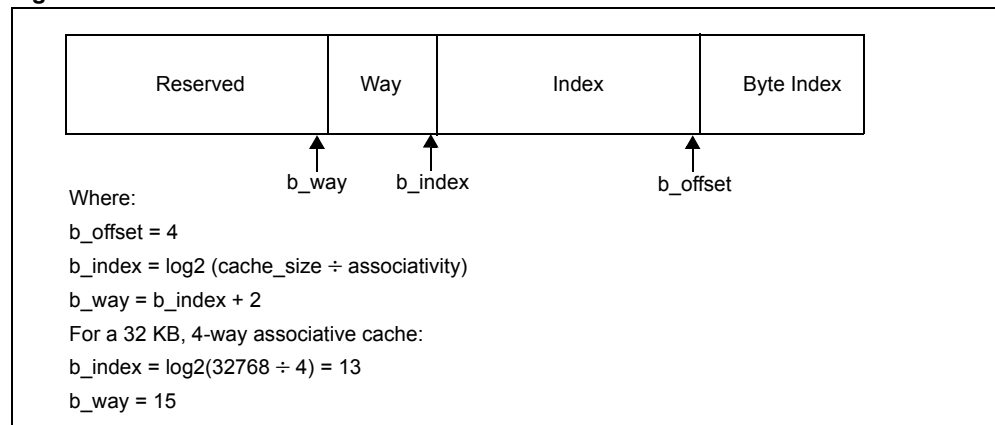 Reserved Way Index Byte Index
b_way b_index b_offset
Where:
b_offset = 4
b_index = log2 (cache_size ÷ associativity)
b_way = b_index + 2
For a 32 KB, 4-way associative cache:
b_index = log2(32768 ÷ 4) = 13
b_way = 15